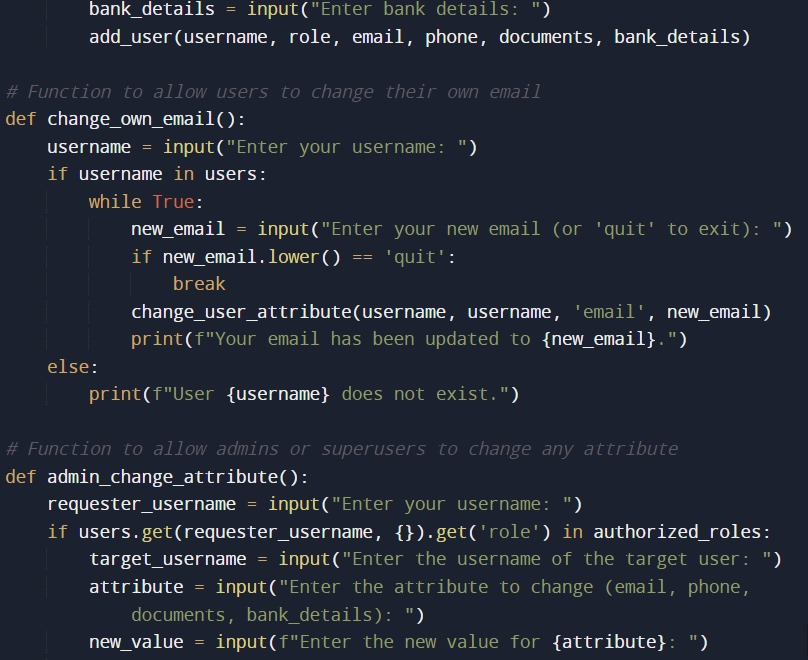 bank_details = input("Enter bank details: ")
add_user(username, role, email, phone, documents, bank_details)
# Function to allow users to change their own email
def change_own_email():
username = input("Enter your username: ")
if username in users:
while True:
new_email = input("Enter your new email (or 'quit' to exit): ")
if new_email.lower() == 'quit':
break
change_user_attribute(username, username, 'email', new_email)
print(f"Your email has been updated to {new_email}.")
else:
print(f"User {username} does not exist.")
# Function to allow admins or superusers to change any attribute
def admin_change_attribute():
requester_username = input("Enter your username: ")
if users.get(requester_username, {}).get('role') in authorized_roles:
target_username = input("Enter the username of the target user: ")
attribute = input("Enter the attribute to change (email, phone,
documents, bank_details): ")
new_value = input(f"Enter the new value for {attribute}: ")